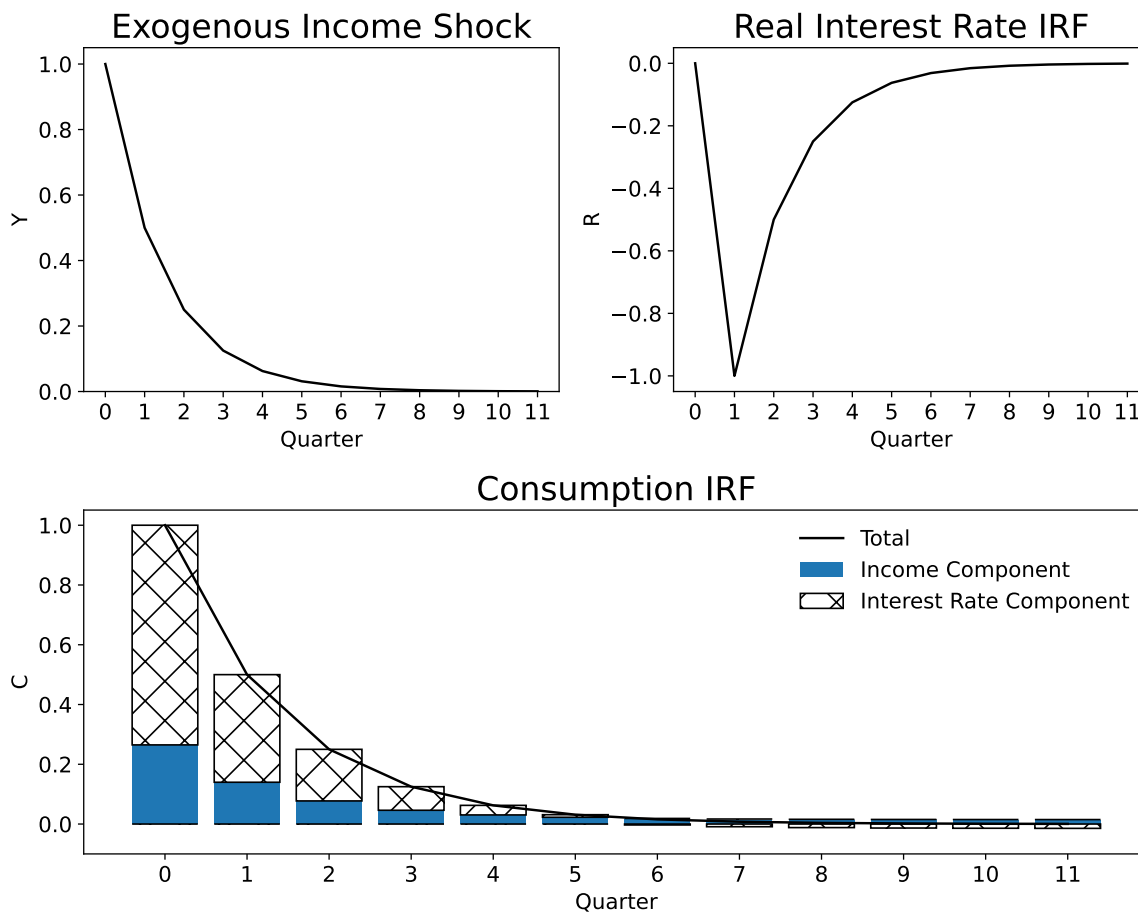 Exogenous Income Shock
Y
1.0
0.8
0.6
0.4
0.2
0.0
0 1 2 3 4 5 6 7 8 9 10 11
Quarter
Real Interest Rate IRF
R
0.0
−0.2
−0.4
−0.6
−0.8
−1.0
0 1 2 3 4 5 6 7 8 9 10 11
Quarter
Consumption IRF
C
1.0
0.8
0.6
0.4
0.2
0.0
Total
Income Component
Interest Rate Component
0 1 2 3 4 5 6 7 8 9 10 11
Quarter